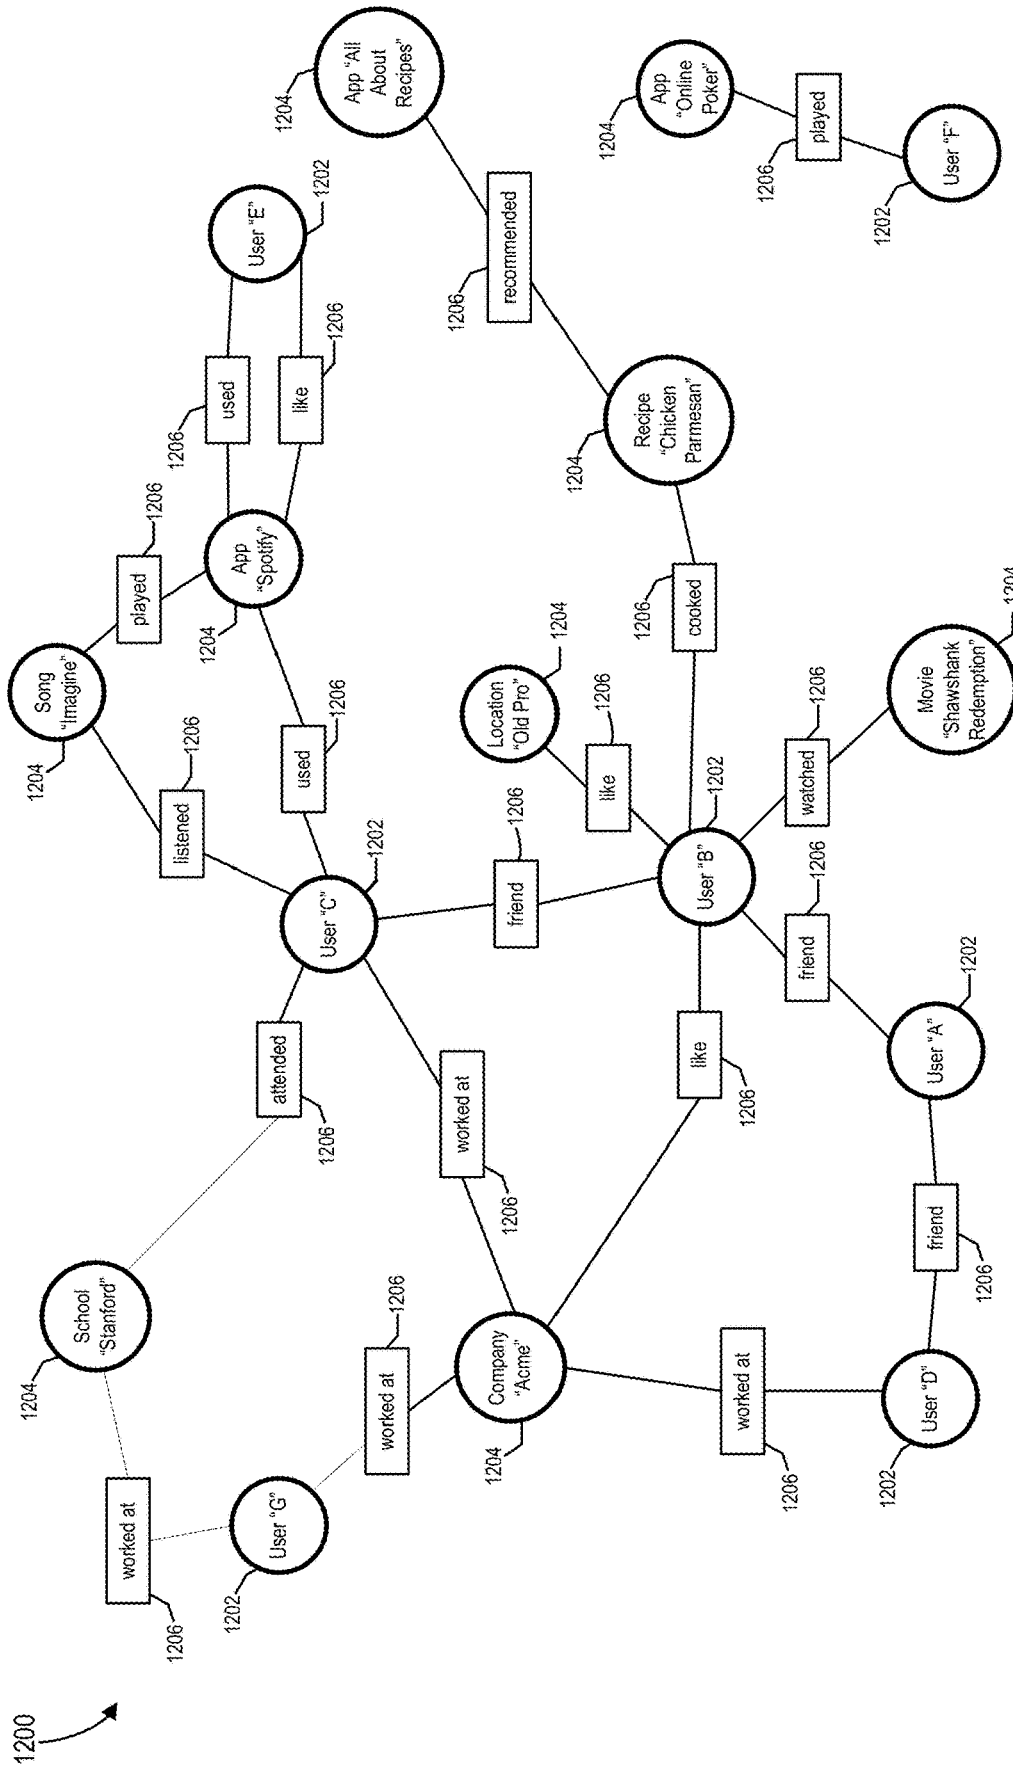 1200
1206
worked at
1204
School
"Stanford"
1204
Song
"Imagine"
1206
played
1206
listened
1202
User "G"
1206
attended
1206
used
1204
App
"Spotify"
1206
used
1206
like
User "E"
1202
1204
App "All
About
Recipes"
1206
worked at
User "C"
1202
1206
worked at
1206
1204
Company
"Acme"
1206
friend
Location
"Old Pro"
1204
1206
recommended
1206
like
1204
Recipe
"Chicken
Parmesan"
1204
App
"Online
Poker"
1206
worked at
1206
like
User "B"
1202
1206
cooked
1206
friend
1206
watched
1206
1206
played
1202
User "D"
1206
friend
User "A"
1202
Movie
"Shawshank
Redemption"
1204
1202
User "F"